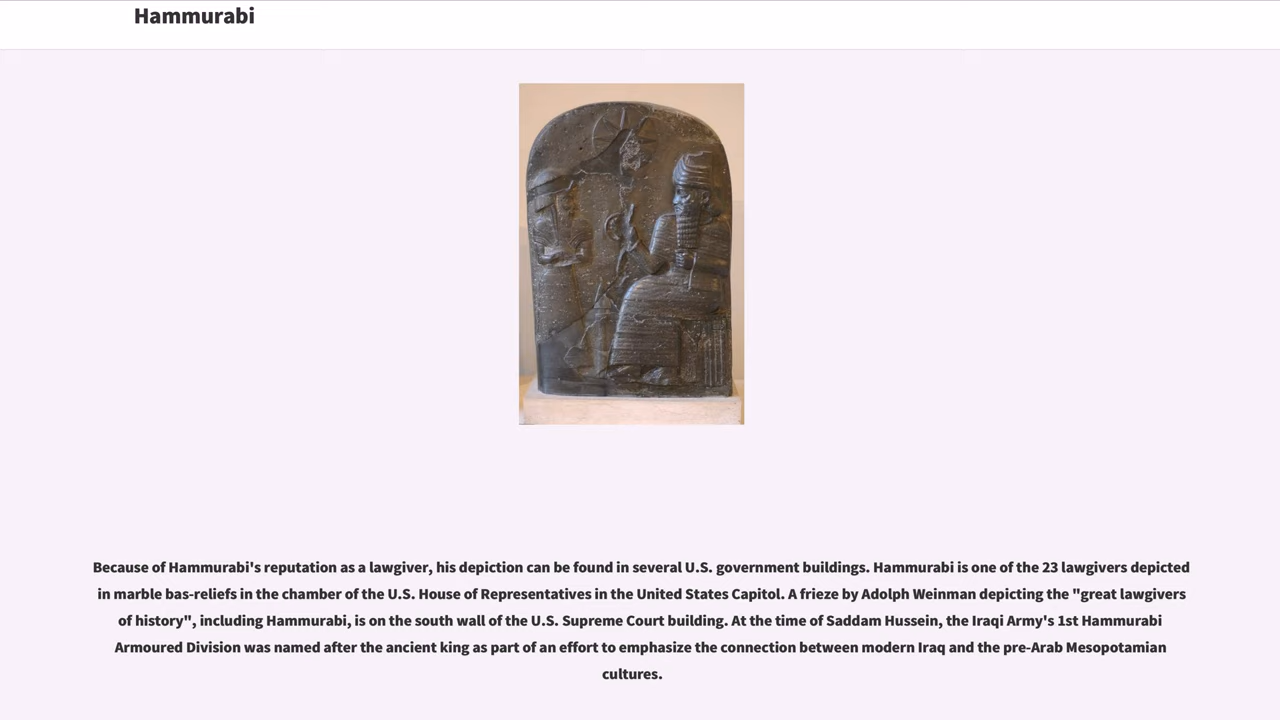 Hammurabi
Because of Hammurabi's reputation as a lawgiver, his depiction can be found in several U.S. government buildings. Hammurabi is one of the 23 lawgivers depicted
in marble bas-reliefs in the chamber of the U.S. House of Representatives in the United States Capitol. A frieze by Adolph Weinman depicting the "great lawgivers
of history", including Hammurabi, is on the south wall of the U.S. Supreme Court building. At the time of Saddam Hussein, the Iraqi Army's 1st Hammurabi
Armoured Division was named after the ancient king as part of an effort to emphasize the connection between modern Iraq and the pre-Arab Mesopotamian
cultures.